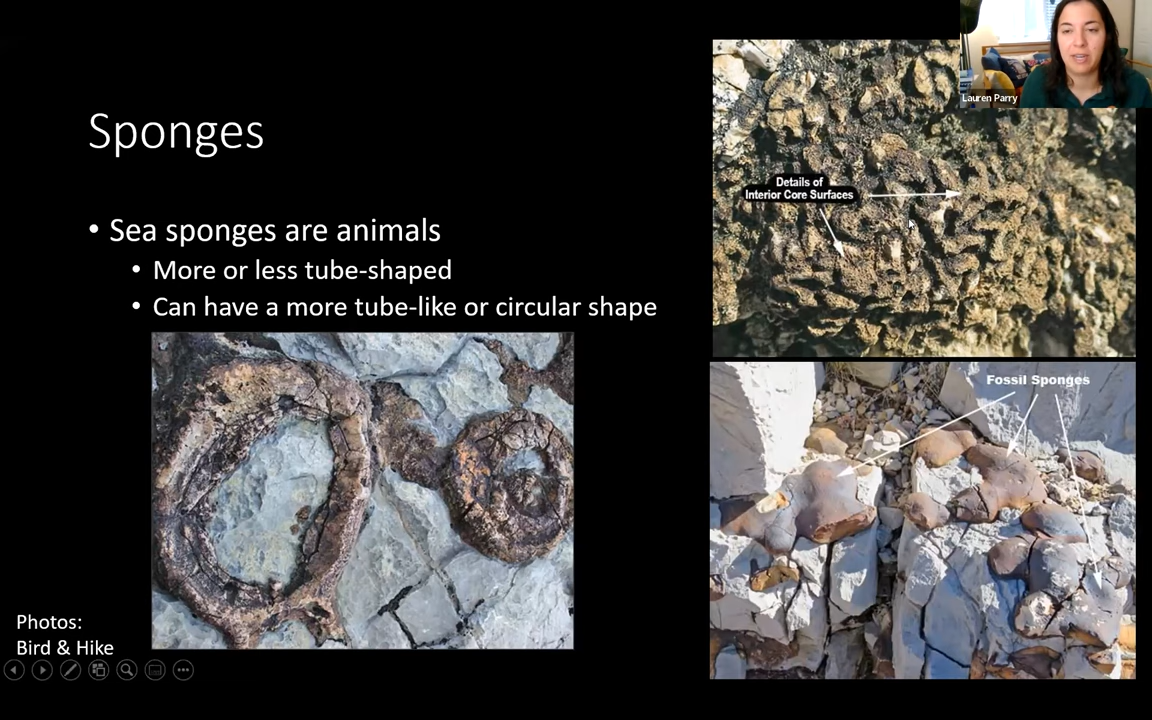 Lauren Parry
Sponges
• Sea sponges are animals
• More or less tube-shaped
• Can have a more tube-like or circular shape
Details of
Interior Core Surfaces
Fossil Sponges
Photos:
Bird & Hike